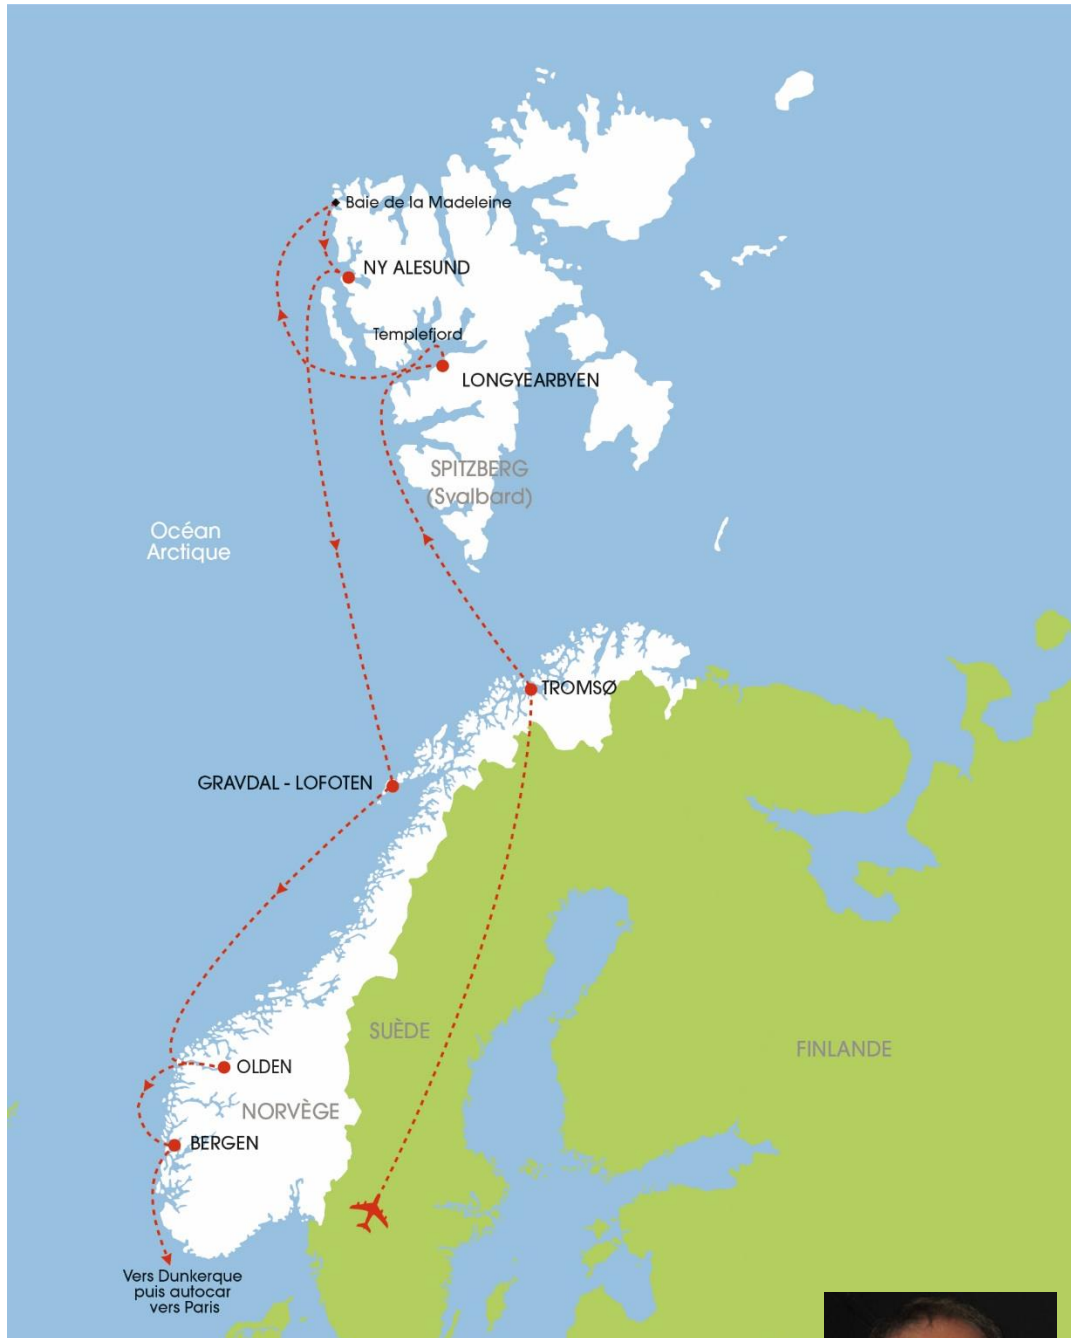 Baie de la Madeleine
NY ALESUND
Templefjord
LONGYEARBYEN
SPITZBERG
(Svalbard)
Océan
Arctique
TROMSØ
GRAVDAL - LOFOTEN
SUÈDE
FINLANDE
OLDEN
NORVÈGE
BERGEN
Vers Dunkerque
puis autocar
vers Paris